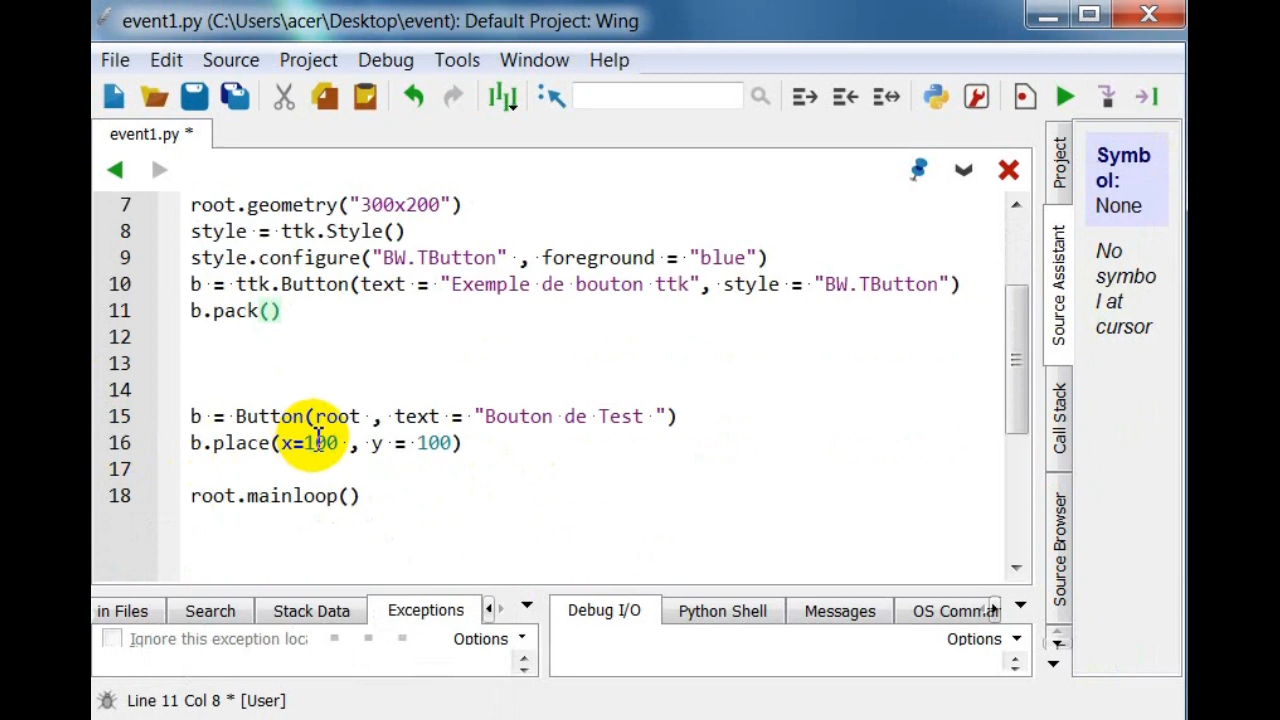 event1.py (C:\Users\acer\Desktop\event): Default Project: Wing
File Edit Source Project Debug Tools Window Help
event1.py *
7 root.geometry("300x200")
8 style = ttk.Style()
9 style.configure("BW.TButton" , foreground = "blue")
10 b = ttk.Button(text = "Exemple de bouton ttk", style = "BW.TButton")
11 b.pack()
12
13
14
15 b = Button(root , text = "Bouton de Test ")
16 b.place(x=100 , y = 100)
17
18 root.mainloop()
Project
Source Assistant
Call Stack
Source Browser
Symb
ol:
None
No
symbo
l at
cursor
in Files Search Stack Data Exceptions
Ignore this exception loca Options
Debug I/O Python Shell Messages OS Comman
Options
Line 11 Col 8 * [User]